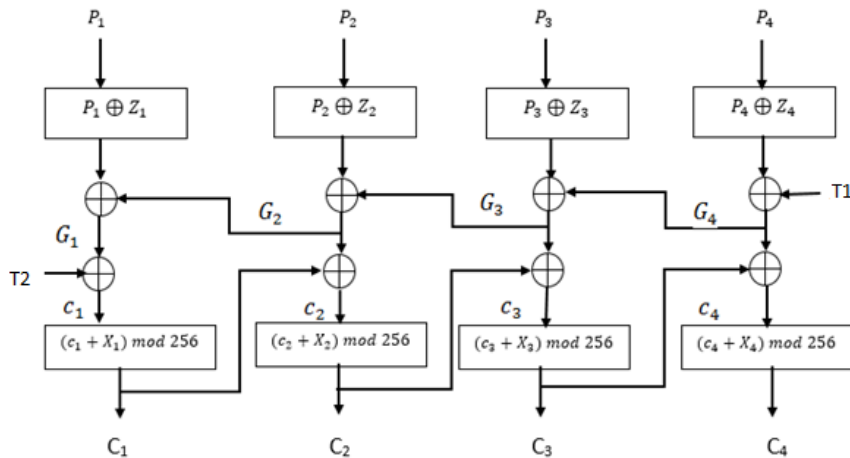 P₁ P₂ P₃ P₄
P₁ ⊕ Z₁ P₂ ⊕ Z₂ P₃ ⊕ Z₃ P₄ ⊕ Z₄
T1
G₂ G₃ G₄
G₁
T2
c₁ c₂ c₃ c₄
(c₁ + X₁) mod 256 (c₂ + X₂) mod 256 (c₃ + X₃) mod 256 (c₄ + X₄) mod 256
C₁ C₂ C₃ C₄